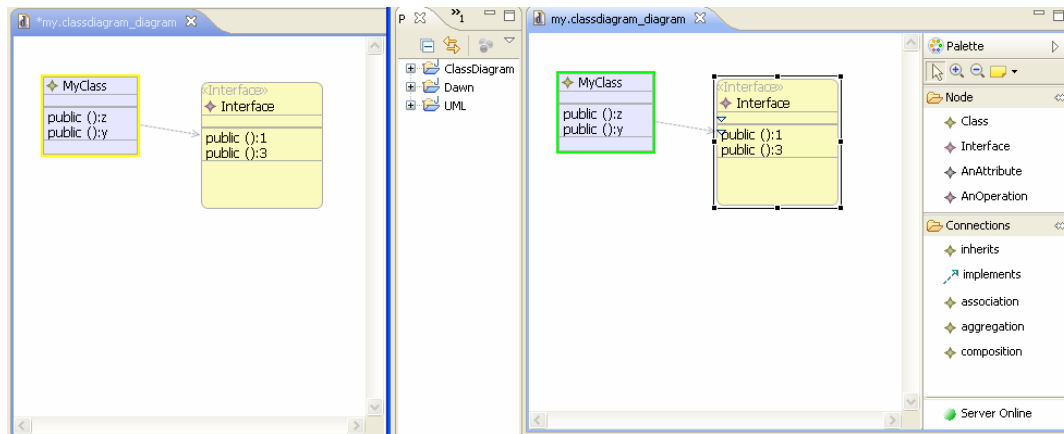 *my.classdiagram_diagram
MyClass
public ():z
public ():y
«Interface»
Interface
public ():1
public ():3
P
»1
ClassDiagram
Dawn
UML
my.classdiagram_diagram
MyClass
public ():z
public ():y
«Interface»
Interface
public ():1
public ():3
Palette
Node
Class
Interface
AnAttribute
AnOperation
Connections
inherits
implements
association
aggregation
composition
Server Online